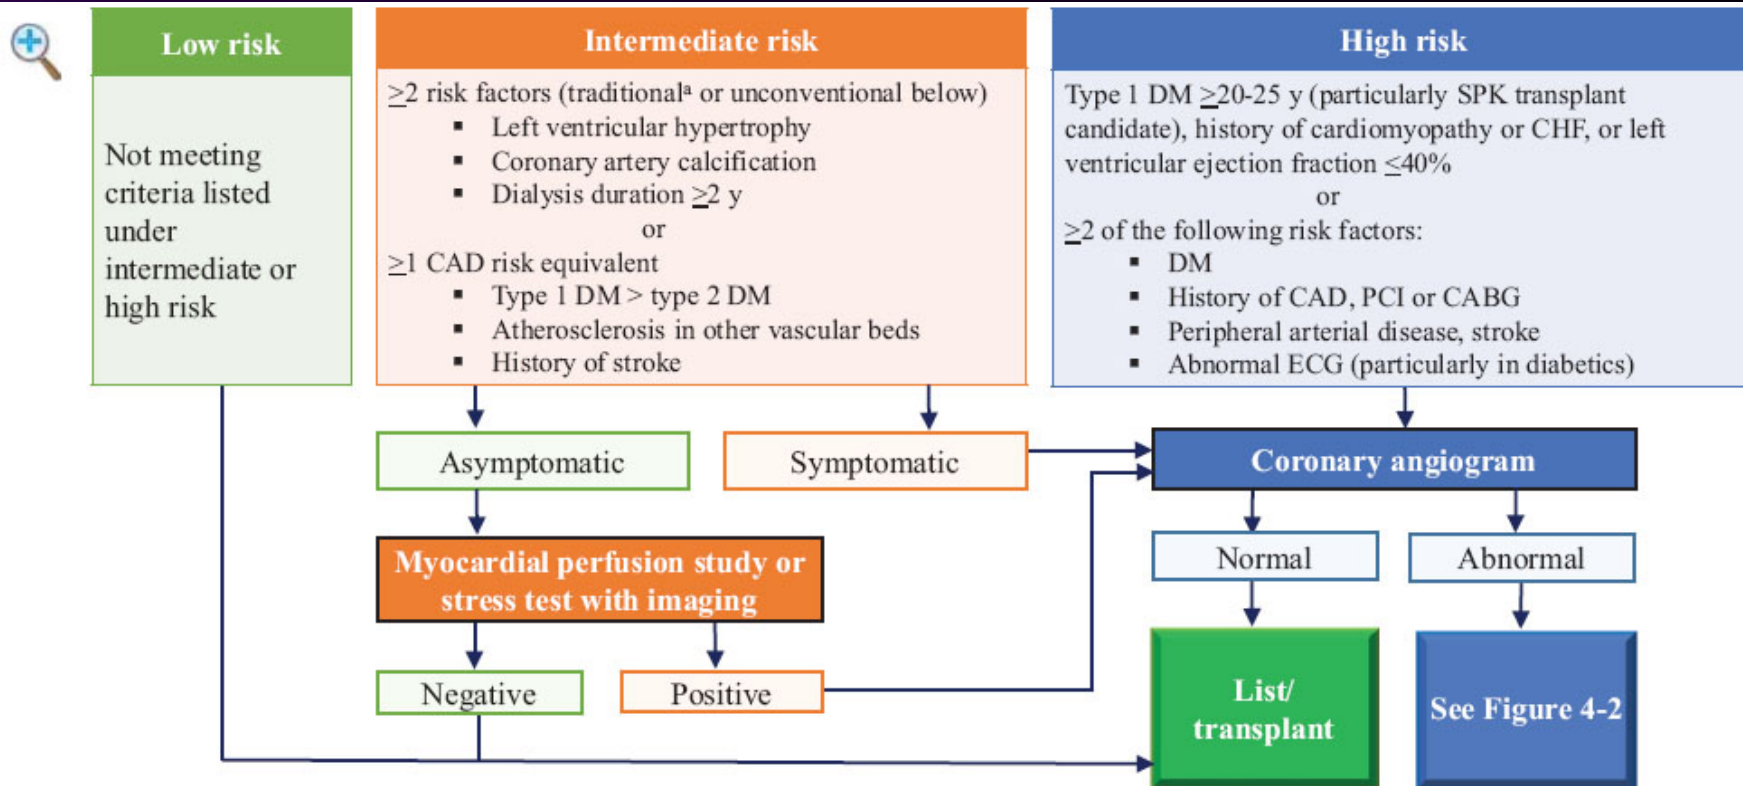 Low risk
Not meeting
criteria listed
under
intermediate or
high risk
Intermediate risk
≥2 risk factors (traditionalᵃ or unconventional below)
▪ Left ventricular hypertrophy
▪ Coronary artery calcification
▪ Dialysis duration ≥2 y
or
≥1 CAD risk equivalent
▪ Type 1 DM > type 2 DM
▪ Atherosclerosis in other vascular beds
▪ History of stroke
High risk
Type 1 DM ≥20-25 y (particularly SPK transplant
candidate), history of cardiomyopathy or CHF, or left
ventricular ejection fraction ≤40%
or
≥2 of the following risk factors:
▪ DM
▪ History of CAD, PCI or CABG
▪ Peripheral arterial disease, stroke
▪ Abnormal ECG (particularly in diabetics)
Asymptomatic
Symptomatic
Coronary angiogram
Myocardial perfusion study or
stress test with imaging
Normal
Abnormal
Negative
Positive
List/
transplant
See Figure 4-2